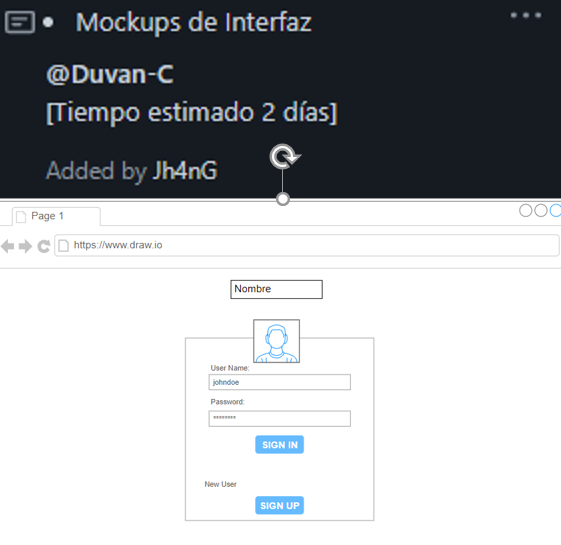 Mockups de Interfaz
@Duvan-C
[Tiempo estimado 2 días]
Added by Jh4nG
Page 1
https://www.draw.io
Nombre
User Name:
johndoe
Password:
********
SIGN IN
New User
SIGN UP